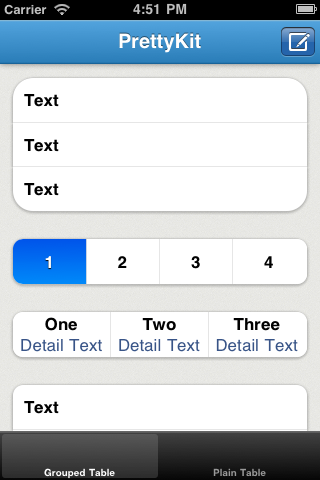 Carrier 4:51 PM
PrettyKit
Text
Text
Text
1 2 3 4
One Two Three
Detail Text Detail Text Detail Text
Text
Grouped Table Plain Table